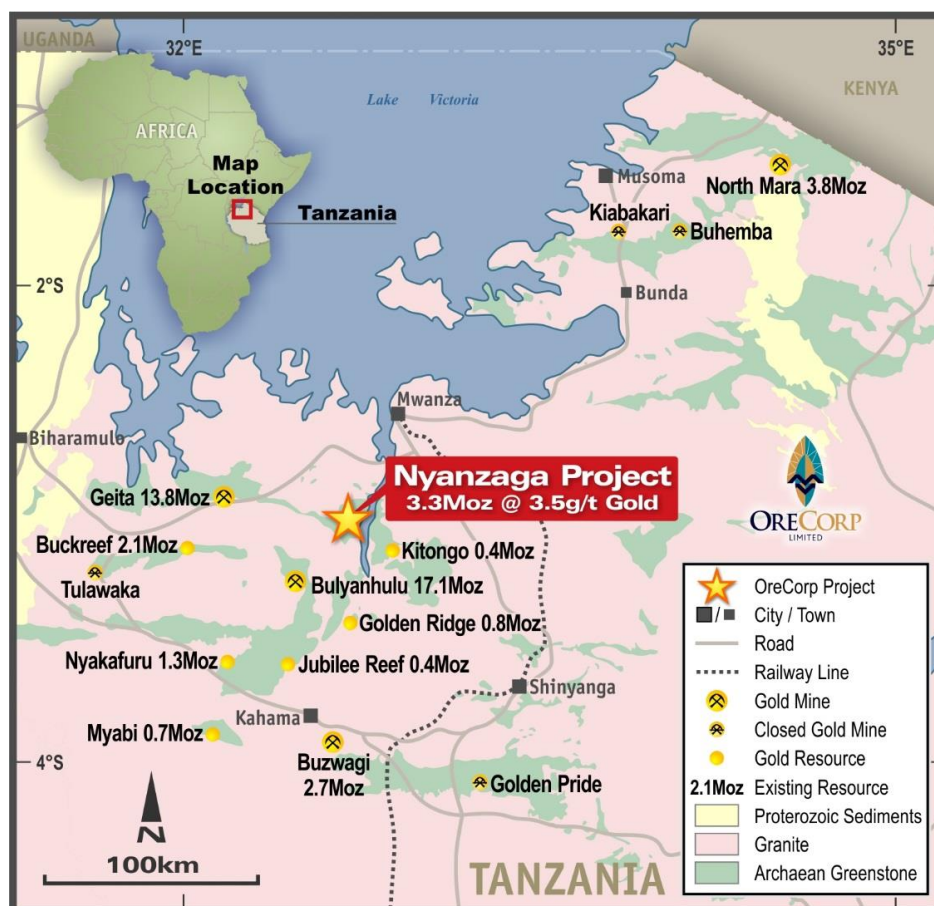 UGANDA
32°E
35°E
KENYA
Lake Victoria
AFRICA
Map
Location
Tanzania
Musoma
North Mara 3.8Moz
Kiabakari
Buhemba
2°S
Bunda
Mwanza
Biharamulo
Nyanzaga Project
3.3Moz @ 3.5g/t Gold
Geita 13.8Moz
ORECORP
LIMITED
Buckreef 2.1Moz
Kitongo 0.4Moz
Tulawaka
Bulyanhulu 17.1Moz
Golden Ridge 0.8Moz
Nyakafuru 1.3Moz
Jubilee Reef 0.4Moz
Shinyanga
Kahama
Myabi 0.7Moz
Buzwagi
2.7Moz
4°S
Golden Pride
N
100km
TANZANIA
OreCorp Project
/ City / Town
Road
Railway Line
Gold Mine
Closed Gold Mine
Gold Resource
2.1Moz Existing Resource
Proterozoic Sediments
Granite
Archaean Greenstone